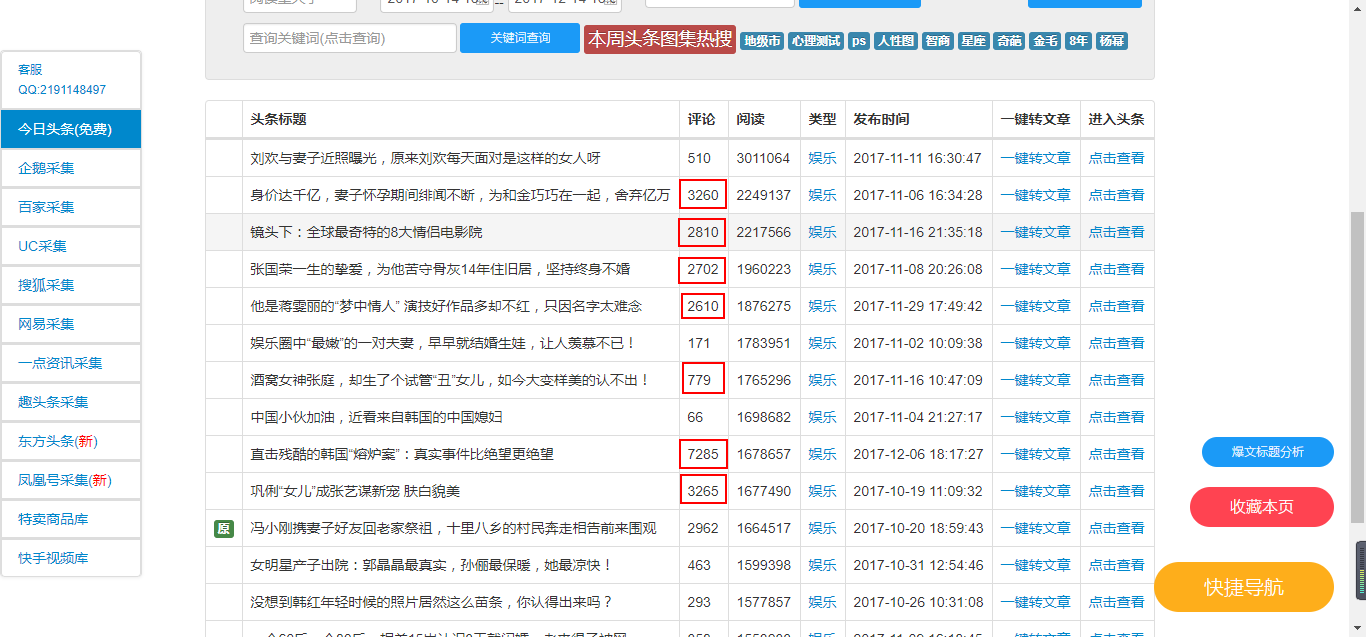 2017-10-14 16 -- 2017-12-14 16
查询关键词(点击查询) 关键词查询 本周头条图集热搜 地级市 心理测试 ps 人性图 智商 星座 奇葩 金毛 8年 杨幂
客服
QQ:2191148497
今日头条(免费)
企鹅采集
百家采集
UC采集
搜狐采集
网易采集
一点资讯采集
趣头条采集
东方头条(新)
凤凰号采集(新)
特卖商品库
快手视频库
头条标题 评论 阅读 类型 发布时间 一键转文章 进入头条
刘欢与妻子近照曝光，原来刘欢每天面对是这样的女人呀 510 3011064 娱乐 2017-11-11 16:30:47 一键转文章 点击查看
身价达千亿，妻子怀孕期间绯闻不断，为和金巧巧在一起，舍弃亿万 3260 2249137 娱乐 2017-11-06 16:34:28 一键转文章 点击查看
镜头下：全球最奇特的8大情侣电影院 2810 2217566 娱乐 2017-11-16 21:35:18 一键转文章 点击查看
张国荣一生的挚爱，为他苦守骨灰14年住旧居，坚持终身不婚 2702 1960223 娱乐 2017-11-08 20:26:08 一键转文章 点击查看
他是蒋雯丽的“梦中情人” 演技好作品多却不红，只因名字太难念 2610 1876275 娱乐 2017-11-29 17:49:42 一键转文章 点击查看
娱乐圈中“最嫩”的一对夫妻，早早就结婚生娃，让人羡慕不已！ 171 1783951 娱乐 2017-11-02 10:09:38 一键转文章 点击查看
酒窝女神张庭，却生了个试管“丑”女儿，如今大变样美的认不出！ 779 1765296 娱乐 2017-11-16 10:47:09 一键转文章 点击查看
中国小伙加油，近看来自韩国的中国媳妇 66 1698682 娱乐 2017-11-04 21:27:17 一键转文章 点击查看
直击残酷的韩国“熔炉案”：真实事件比绝望更绝望 7285 1678657 娱乐 2017-12-06 18:17:27 一键转文章 点击查看
巩俐“女儿”成张艺谋新宠 肤白貌美 3265 1677490 娱乐 2017-10-19 11:09:32 一键转文章 点击查看
原 冯小刚携妻子好友回老家祭祖，十里八乡的村民奔走相告前来围观 2962 1664517 娱乐 2017-10-20 18:59:43 一键转文章 点击查看
女明星产子出院：郭晶晶最真实，孙俪最保暖，她最凉快！ 463 1599398 娱乐 2017-10-31 12:54:46 一键转文章 点击查看
没想到韩红年轻时候的照片居然这么苗条，你认得出来吗？ 293 1577857 娱乐 2017-10-26 10:31:08 一键转文章 点击查看
爆文标题分析
收藏本页
快捷导航